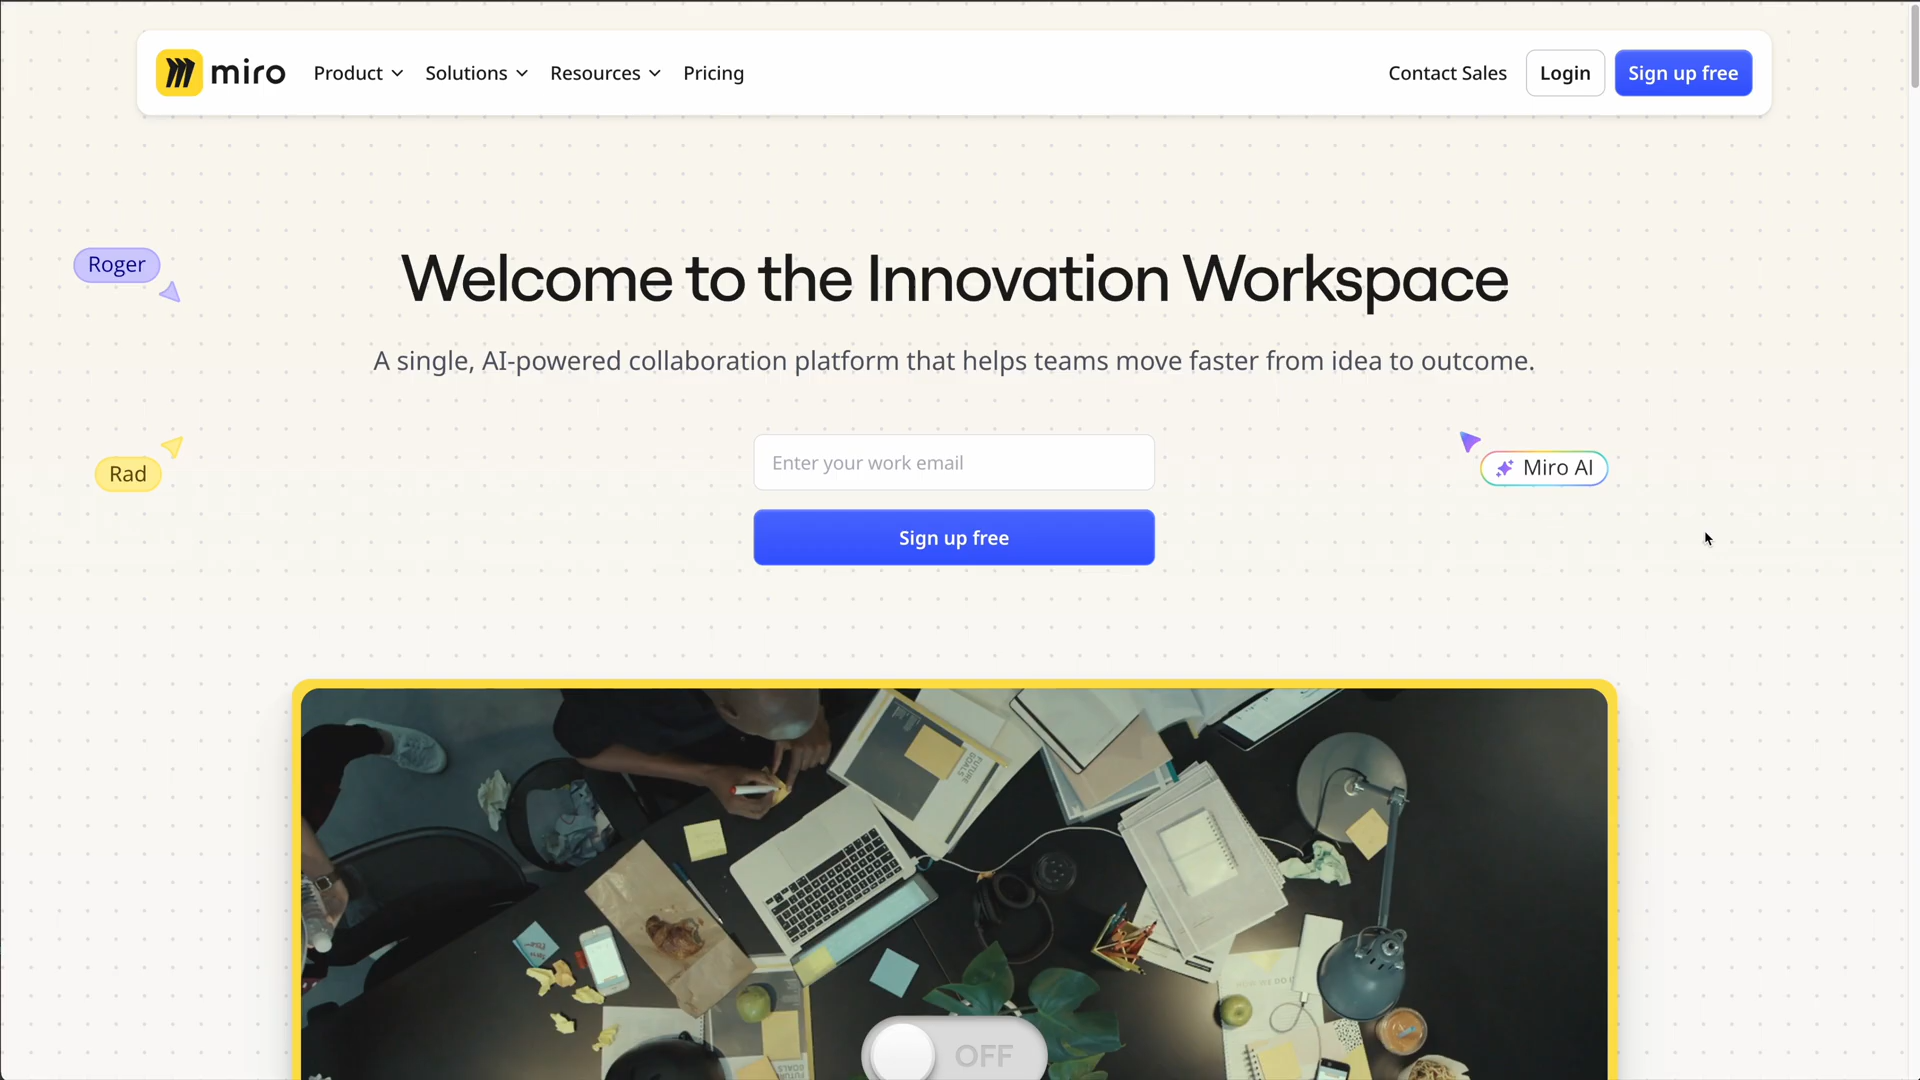 miro
Product
Solutions
Resources
Pricing
Contact Sales
Login
Sign up free
Roger
Welcome to the Innovation Workspace
A single, AI-powered collaboration platform that helps teams move faster from idea to outcome.
Enter your work email
Rad
Miro AI
Sign up free
FUTURE
GOALS
OFF